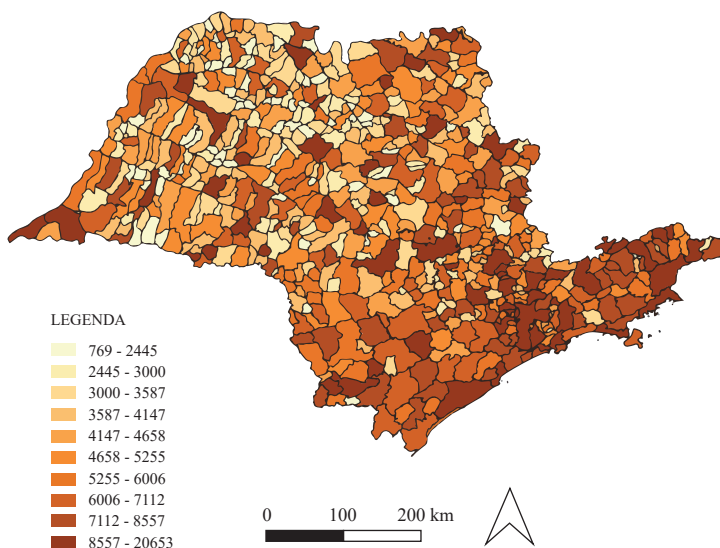 LEGENDA
769 - 2445
2445 - 3000
3000 - 3587
3587 - 4147
4147 - 4658
4658 - 5255
5255 - 6006
6006 - 7112
7112 - 8557
8557 - 20653
0 100 200 km